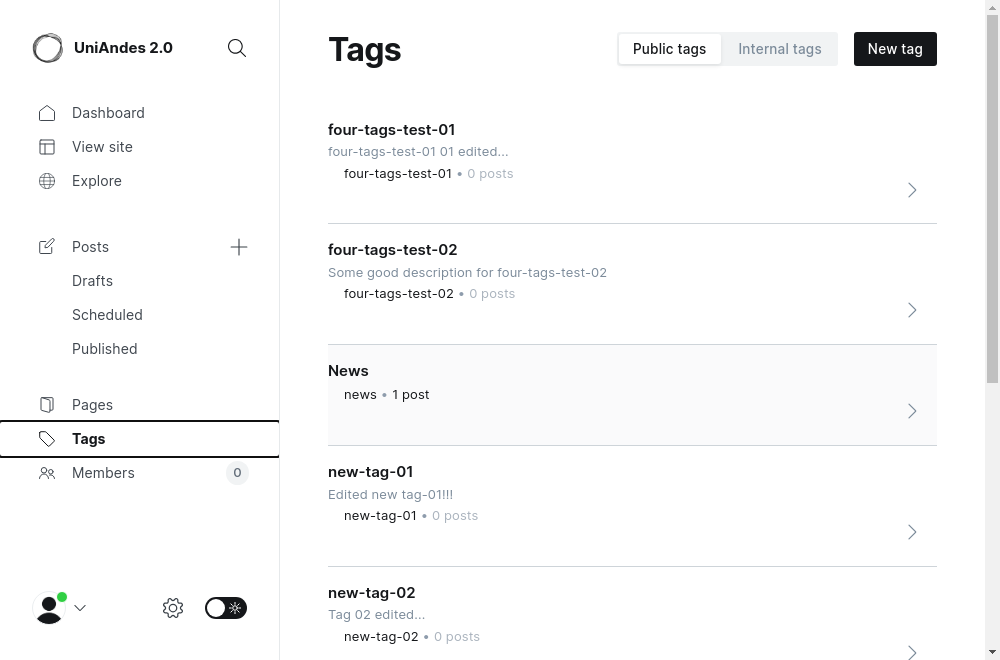 UniAndes 2.0
Dashboard
View site
Explore
Posts
Drafts
Scheduled
Published
Pages
Tags
Members 0
Tags
Public tags Internal tags New tag
four-tags-test-01
four-tags-test-01 01 edited...
four-tags-test-01 • 0 posts
four-tags-test-02
Some good description for four-tags-test-02
four-tags-test-02 • 0 posts
News
news • 1 post
new-tag-01
Edited new tag-01!!!
new-tag-01 • 0 posts
new-tag-02
Tag 02 edited...
new-tag-02 • 0 posts